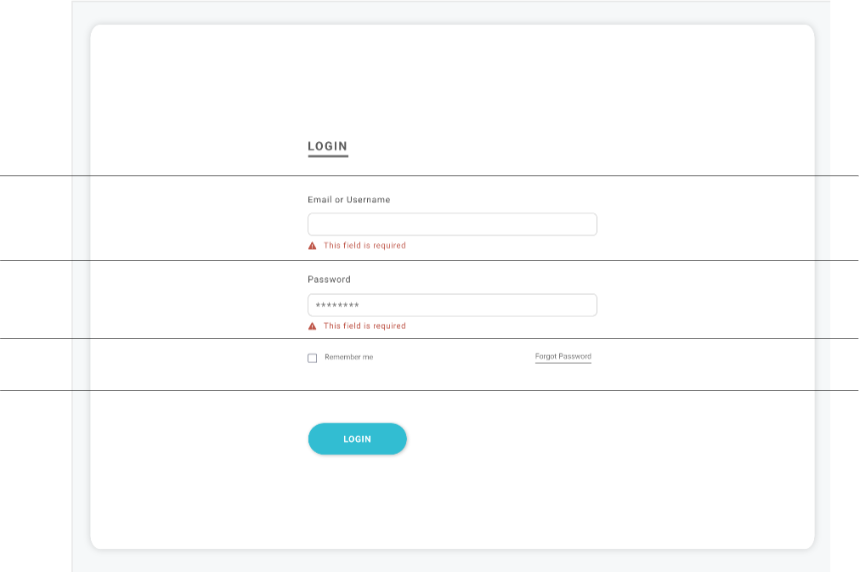 LOGIN
Email or Username
This field is required
Password
********
This field is required
Remember me Forgot Password
LOGIN